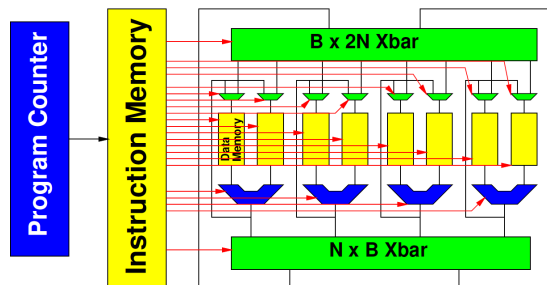 Program Counter
Instruction Memory
B x 2N Xbar
Data
Memory
N x B Xbar